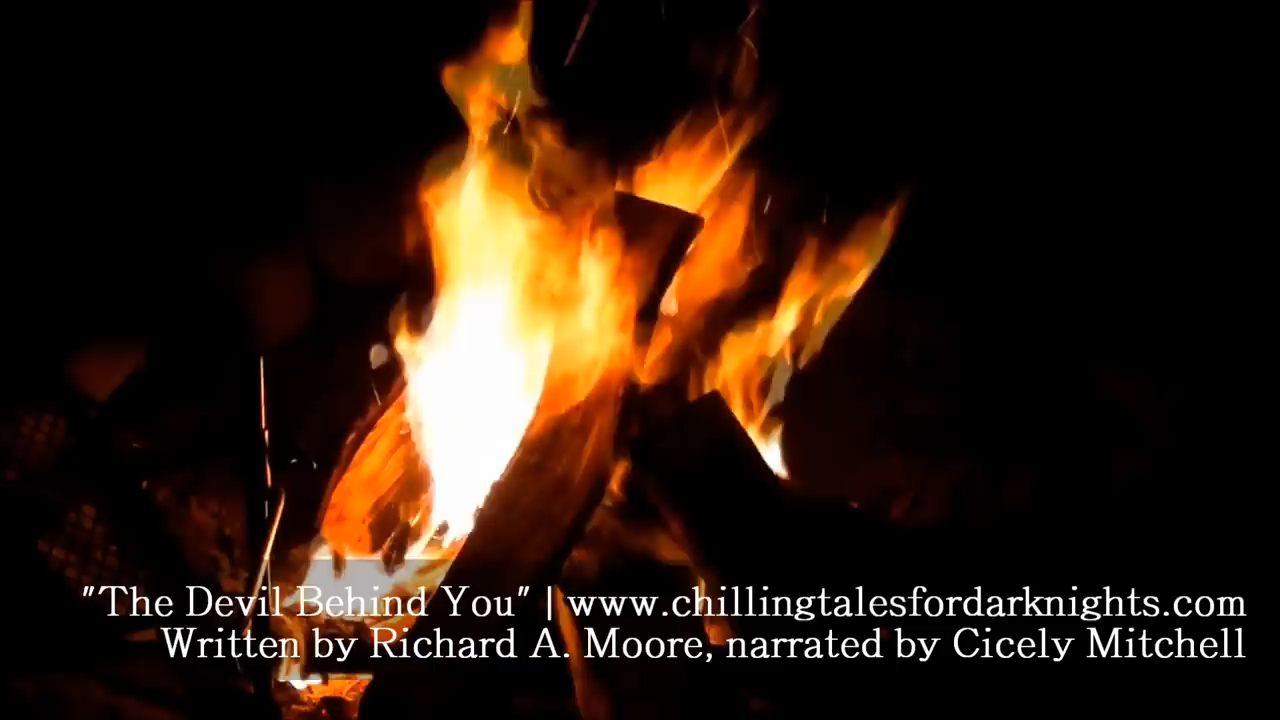 "The Devil Behind You" | www.chillingtalesfordarknights.com
Written by Richard A. Moore, narrated by Cicely Mitchell